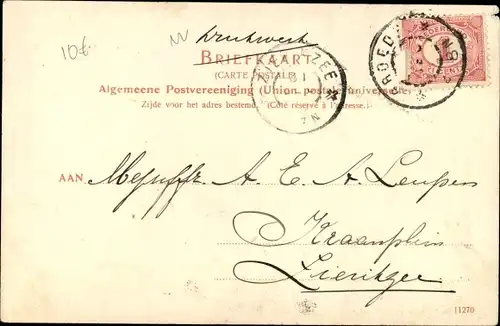 10ct
Drukwerk
BRIEFKAART
(CARTE POSTALE)
Algemeene Postvereeniging (Union postale universelle)
Zijde voor het adres bestemd. (Côté réservé à l'adresse.)
AAN Mejuffr. A. E. A. Leupen
Kraanplein
Zierikzee
11270